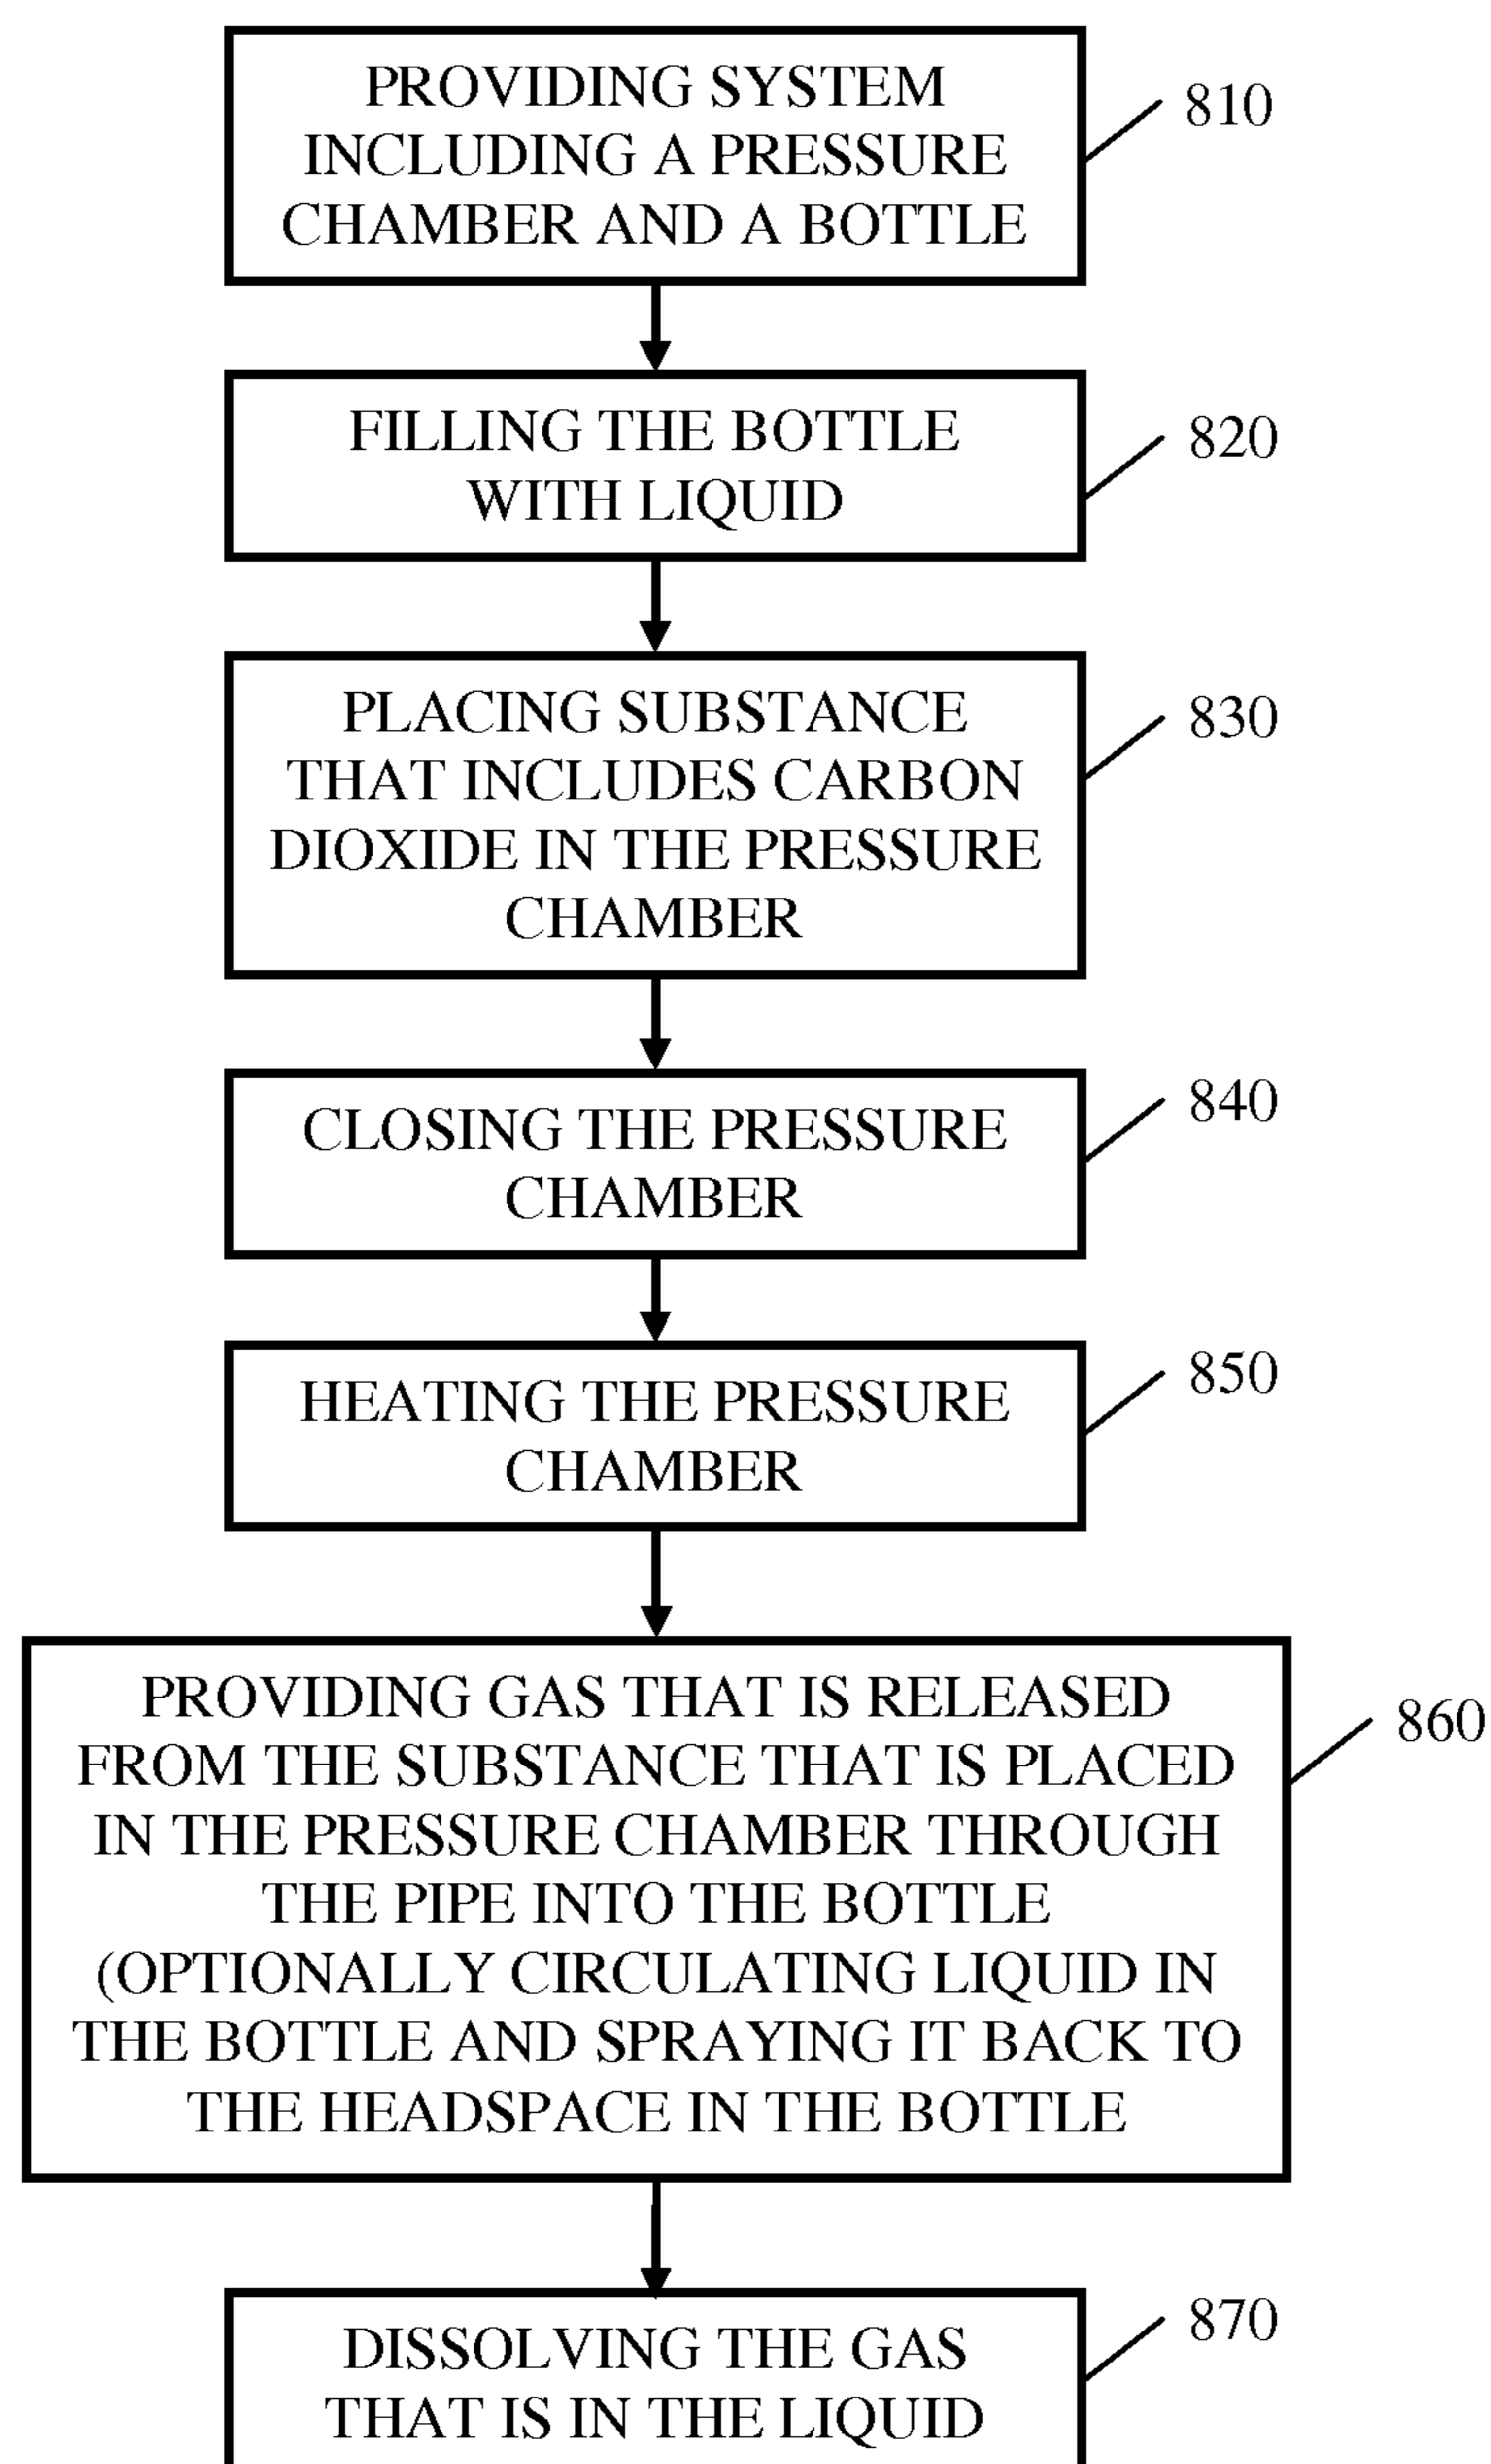 PROVIDING SYSTEM
INCLUDING A PRESSURE
CHAMBER AND A BOTTLE
810
FILLING THE BOTTLE
WITH LIQUID
820
PLACING SUBSTANCE
THAT INCLUDES CARBON
DIOXIDE IN THE PRESSURE
CHAMBER
830
CLOSING THE PRESSURE
CHAMBER
840
HEATING THE PRESSURE
CHAMBER
850
PROVIDING GAS THAT IS RELEASED
FROM THE SUBSTANCE THAT IS PLACED
IN THE PRESSURE CHAMBER THROUGH
THE PIPE INTO THE BOTTLE
(OPTIONALLY CIRCULATING LIQUID IN
THE BOTTLE AND SPRAYING IT BACK TO
THE HEADSPACE IN THE BOTTLE
860
DISSOLVING THE GAS
THAT IS IN THE LIQUID
870